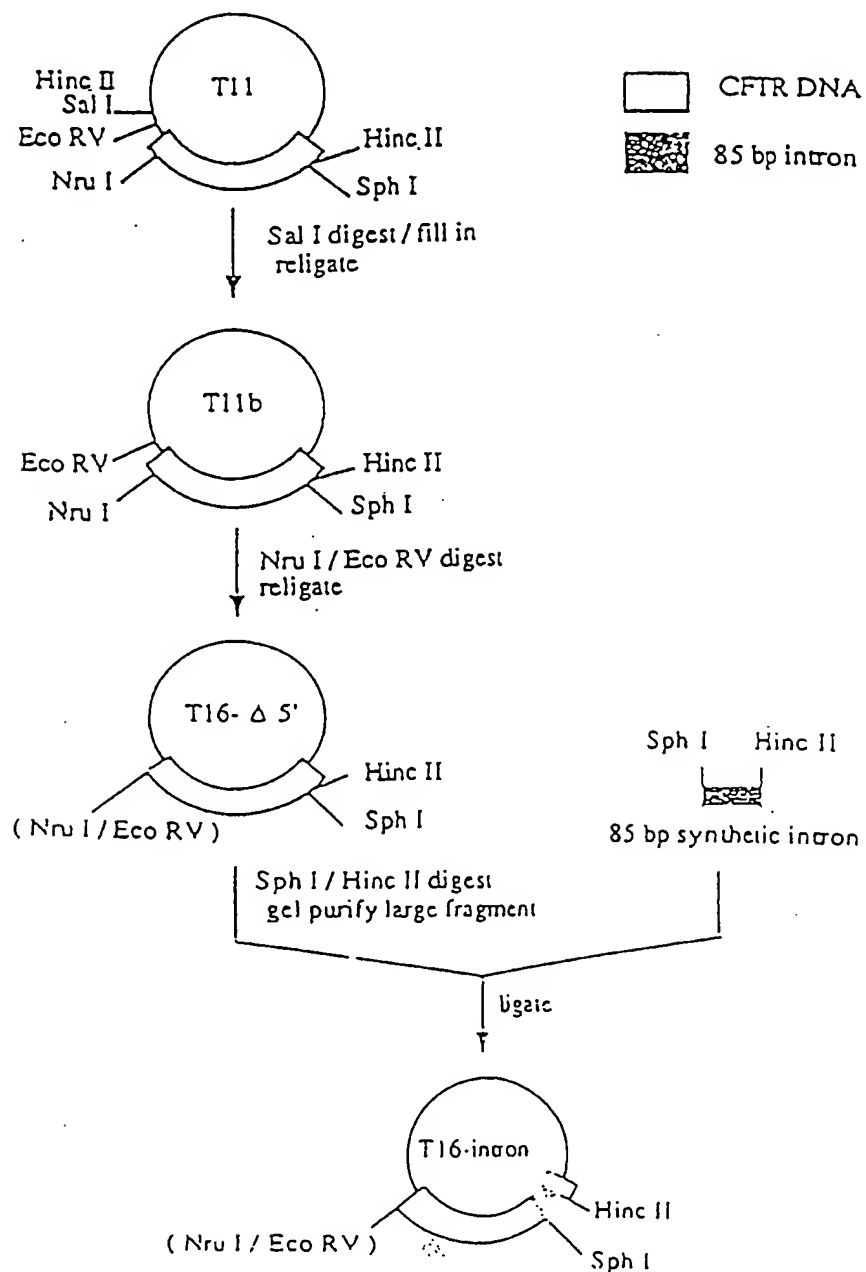 T11
Hinc II
Sal I
Eco RV
Nru I
Hinc II
Sph I
CFTR DNA
85 bp intron
Sal I digest / fill in
religate
T11b
Eco RV
Nru I
Hinc II
Sph I
Nru I / Eco RV digest
religate
T16- Δ 5'
Hinc II
Sph I
( Nru I / Eco RV )
Sph I Hinc II
85 bp synthetic intron
Sph I / Hinc II digest
gel purify large fragment
ligate
T16-intron
Hinc II
( Nru I / Eco RV )
Sph I